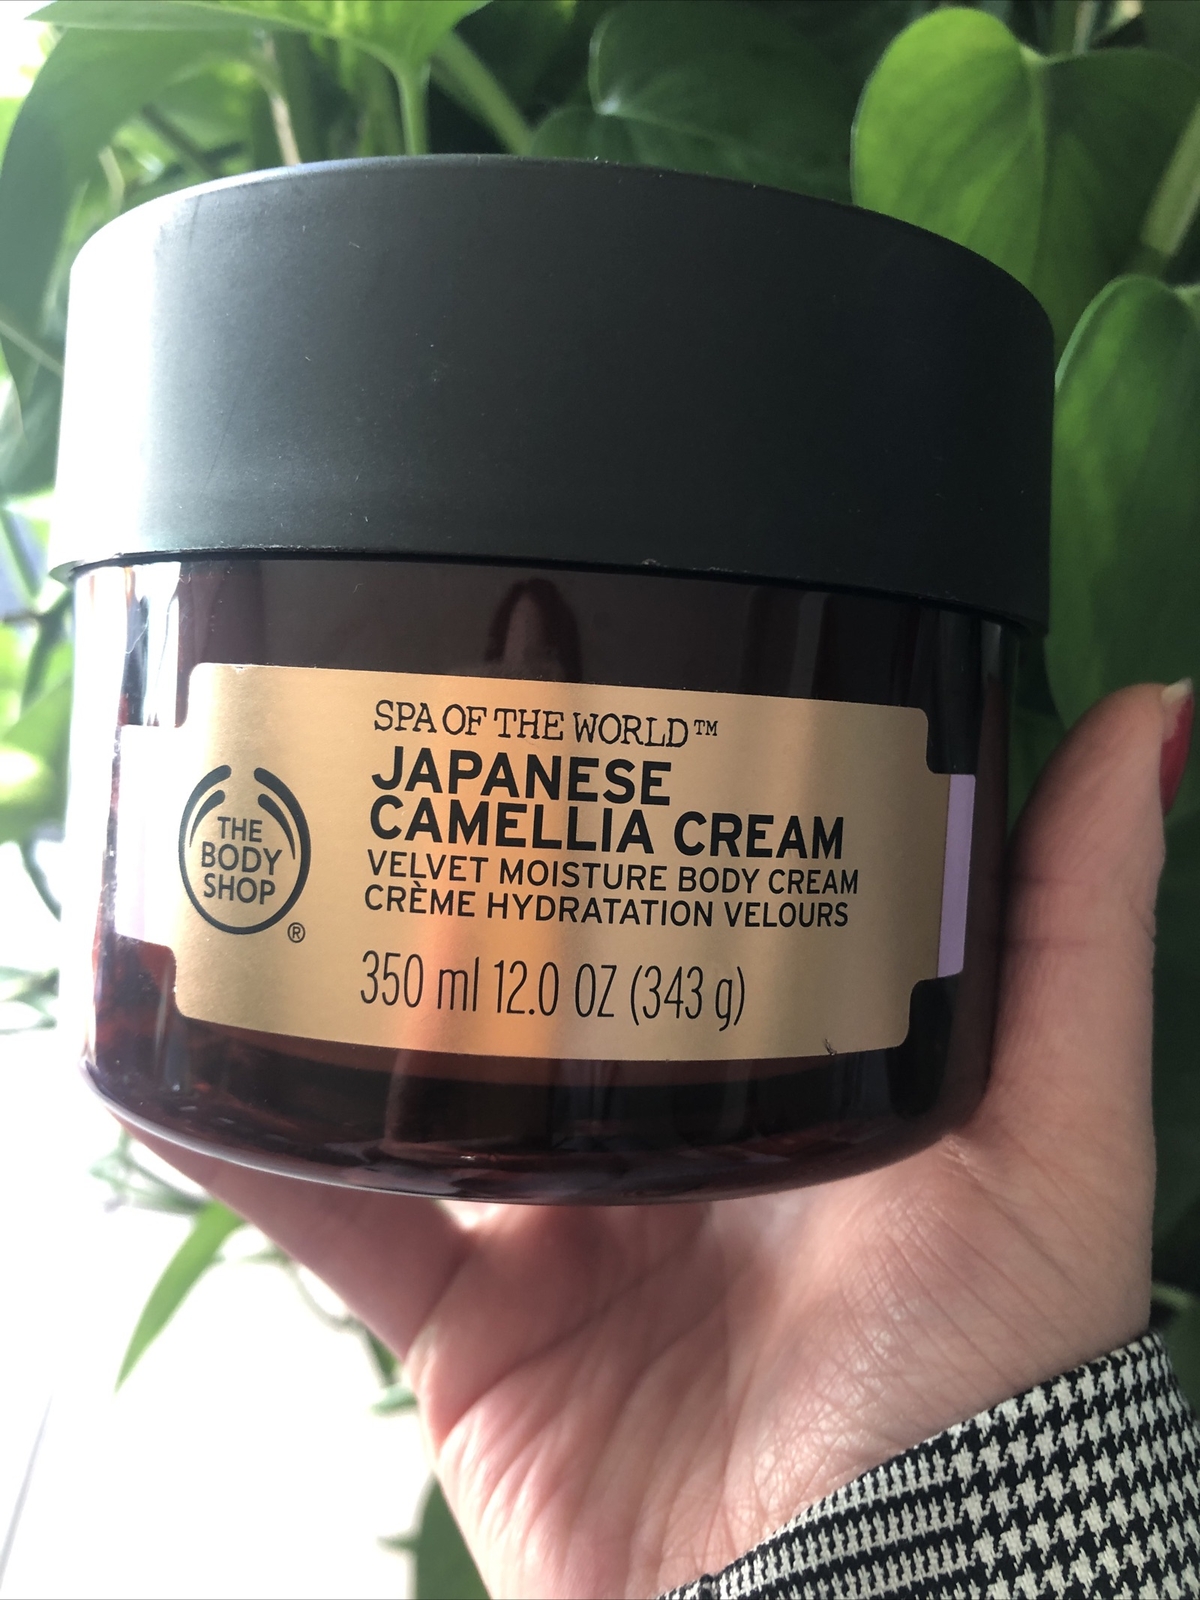 SPA OF THE WORLD™
JAPANESE
CAMELLIA CREAM
VELVET MOISTURE BODY CREAM
CRÈME HYDRATATION VELOURS
350 ml 12.0 OZ (343 g)
THE
BODY
SHOP
®